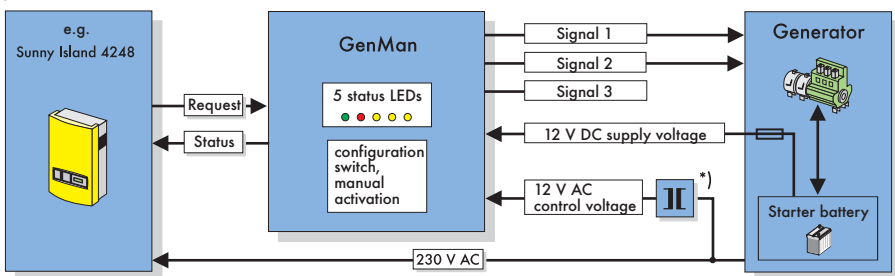 e.g.
Sunny Island 4248
Request
Status
GenMan
5 status LEDs
configuration
switch,
manual
activation
Signal 1
Signal 2
Signal 3
12 V DC supply voltage
12 V AC
control voltage
*)
230 V AC
Generator
Starter battery